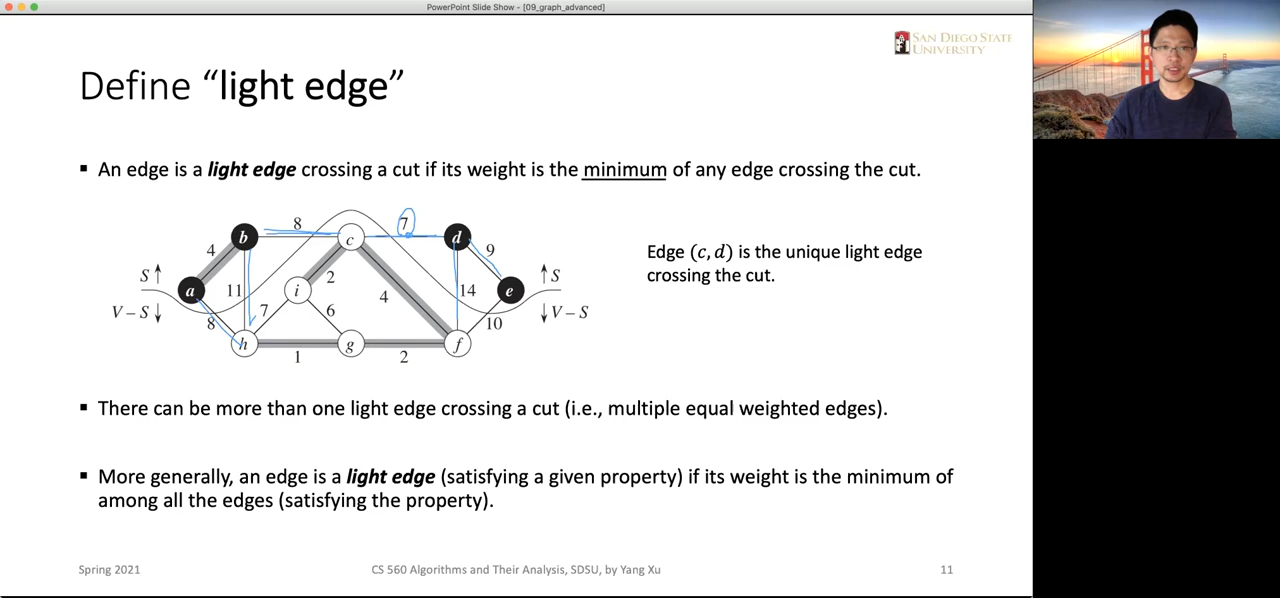 PowerPoint Slide Show - [09_graph_advanced]
SAN DIEGO STATE
UNIVERSITY
Define “light edge”
▪ An edge is a light edge crossing a cut if its weight is the minimum of any edge crossing the cut.
8 7
b c d
4 9
S ↑ ↑ S
a 11 i 2 4 14 e
V – S ↓ 7 6 ↓ V – S
8 10
h g f
1 2
Edge (c, d) is the unique light edge
crossing the cut.
▪ There can be more than one light edge crossing a cut (i.e., multiple equal weighted edges).
▪ More generally, an edge is a light edge (satisfying a given property) if its weight is the minimum of
among all the edges (satisfying the property).
Spring 2021 CS 560 Algorithms and Their Analysis, SDSU, by Yang Xu 11